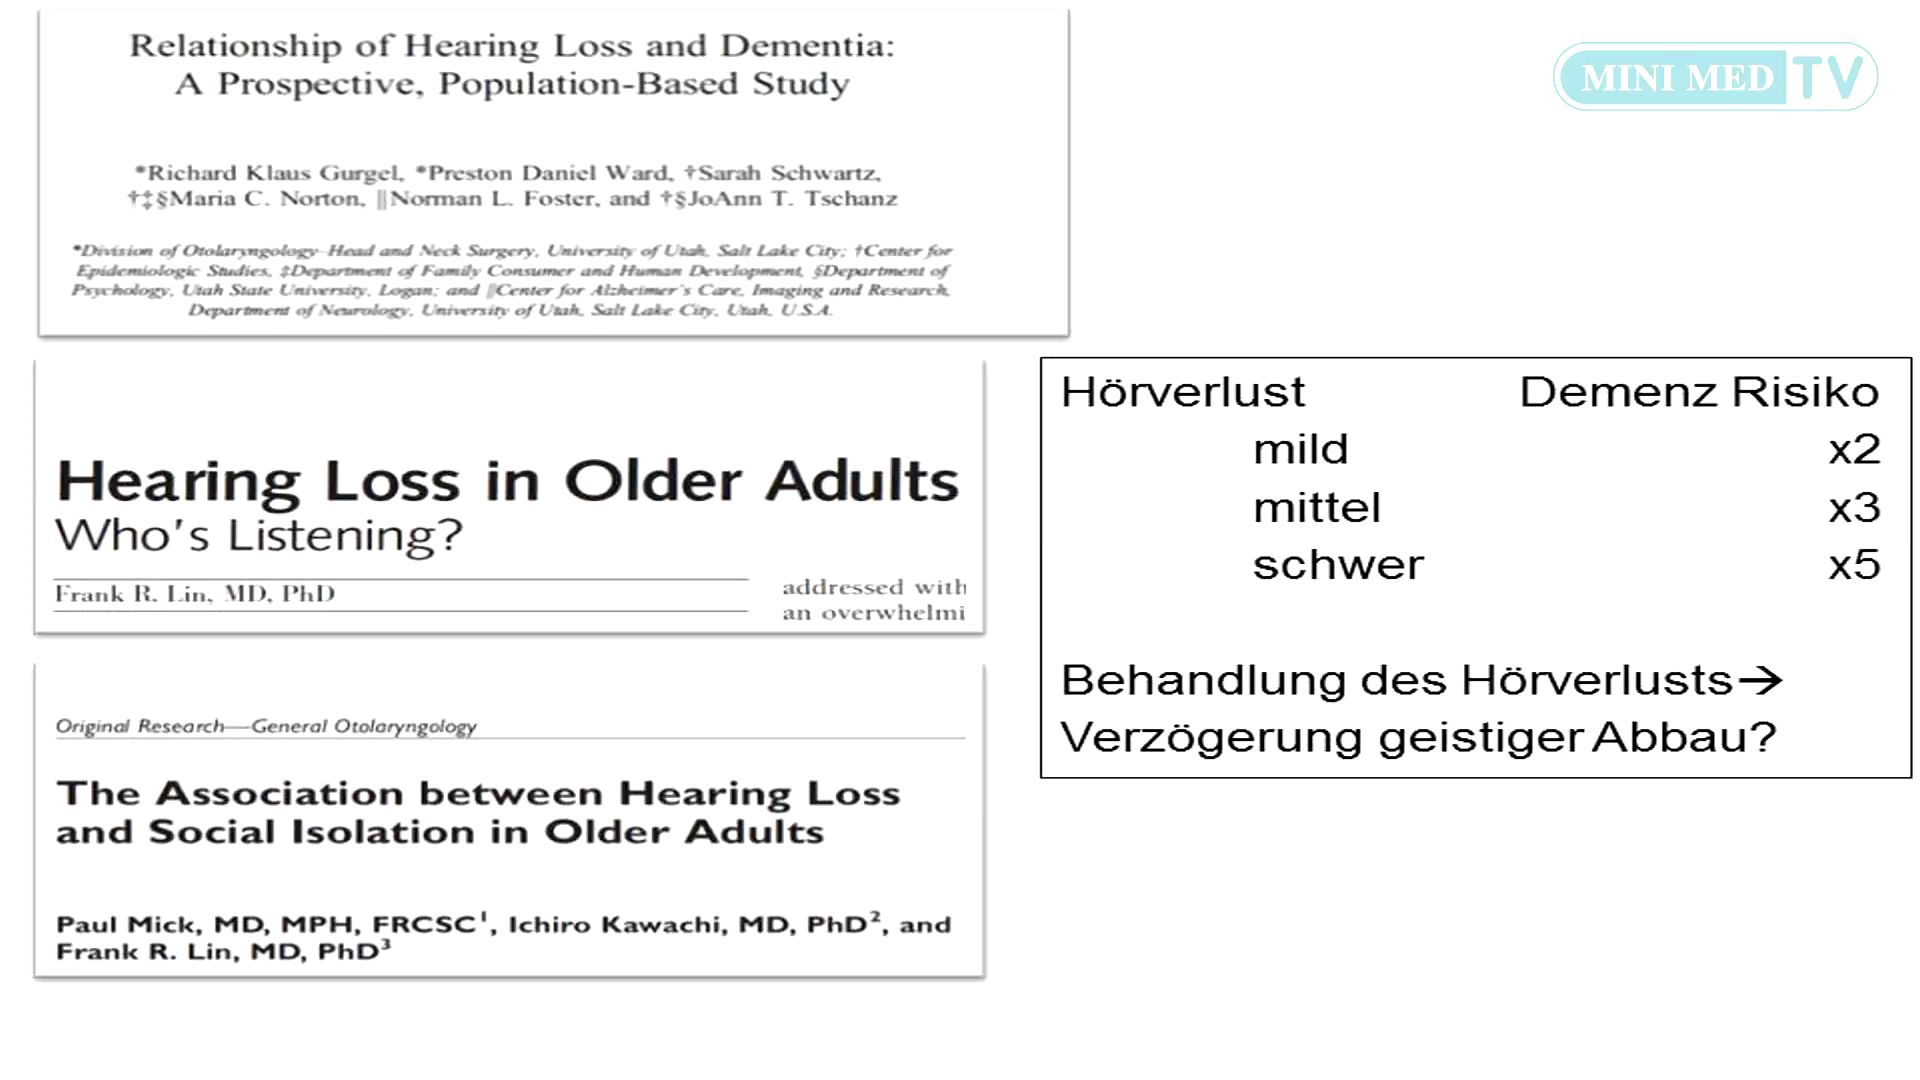 Relationship of Hearing Loss and Dementia:
A Prospective, Population-Based Study
*Richard Klaus Gurgel, *Preston Daniel Ward, †Sarah Schwartz,
†‡§Maria C. Norton, ||Norman L. Foster, and †§JoAnn T. Tschanz
*Division of Otolaryngology–Head and Neck Surgery, University of Utah, Salt Lake City; †Center for
Epidemiologic Studies, ‡Department of Family Consumer and Human Development, §Department of
Psychology, Utah State University, Logan; and ||Center for Alzheimer's Care, Imaging and Research,
Department of Neurology, University of Utah, Salt Lake City, Utah, U.S.A.
MINI MED TV
Hearing Loss in Older Adults
Who's Listening?
Frank R. Lin, MD, PhD
addressed with
an overwhelmi
Original Research—General Otolaryngology
The Association between Hearing Loss
and Social Isolation in Older Adults
Paul Mick, MD, MPH, FRCSC¹, Ichiro Kawachi, MD, PhD², and
Frank R. Lin, MD, PhD³
Hörverlust Demenz Risiko
mild x2
mittel x3
schwer x5
Behandlung des Hörverlusts→
Verzögerung geistiger Abbau?